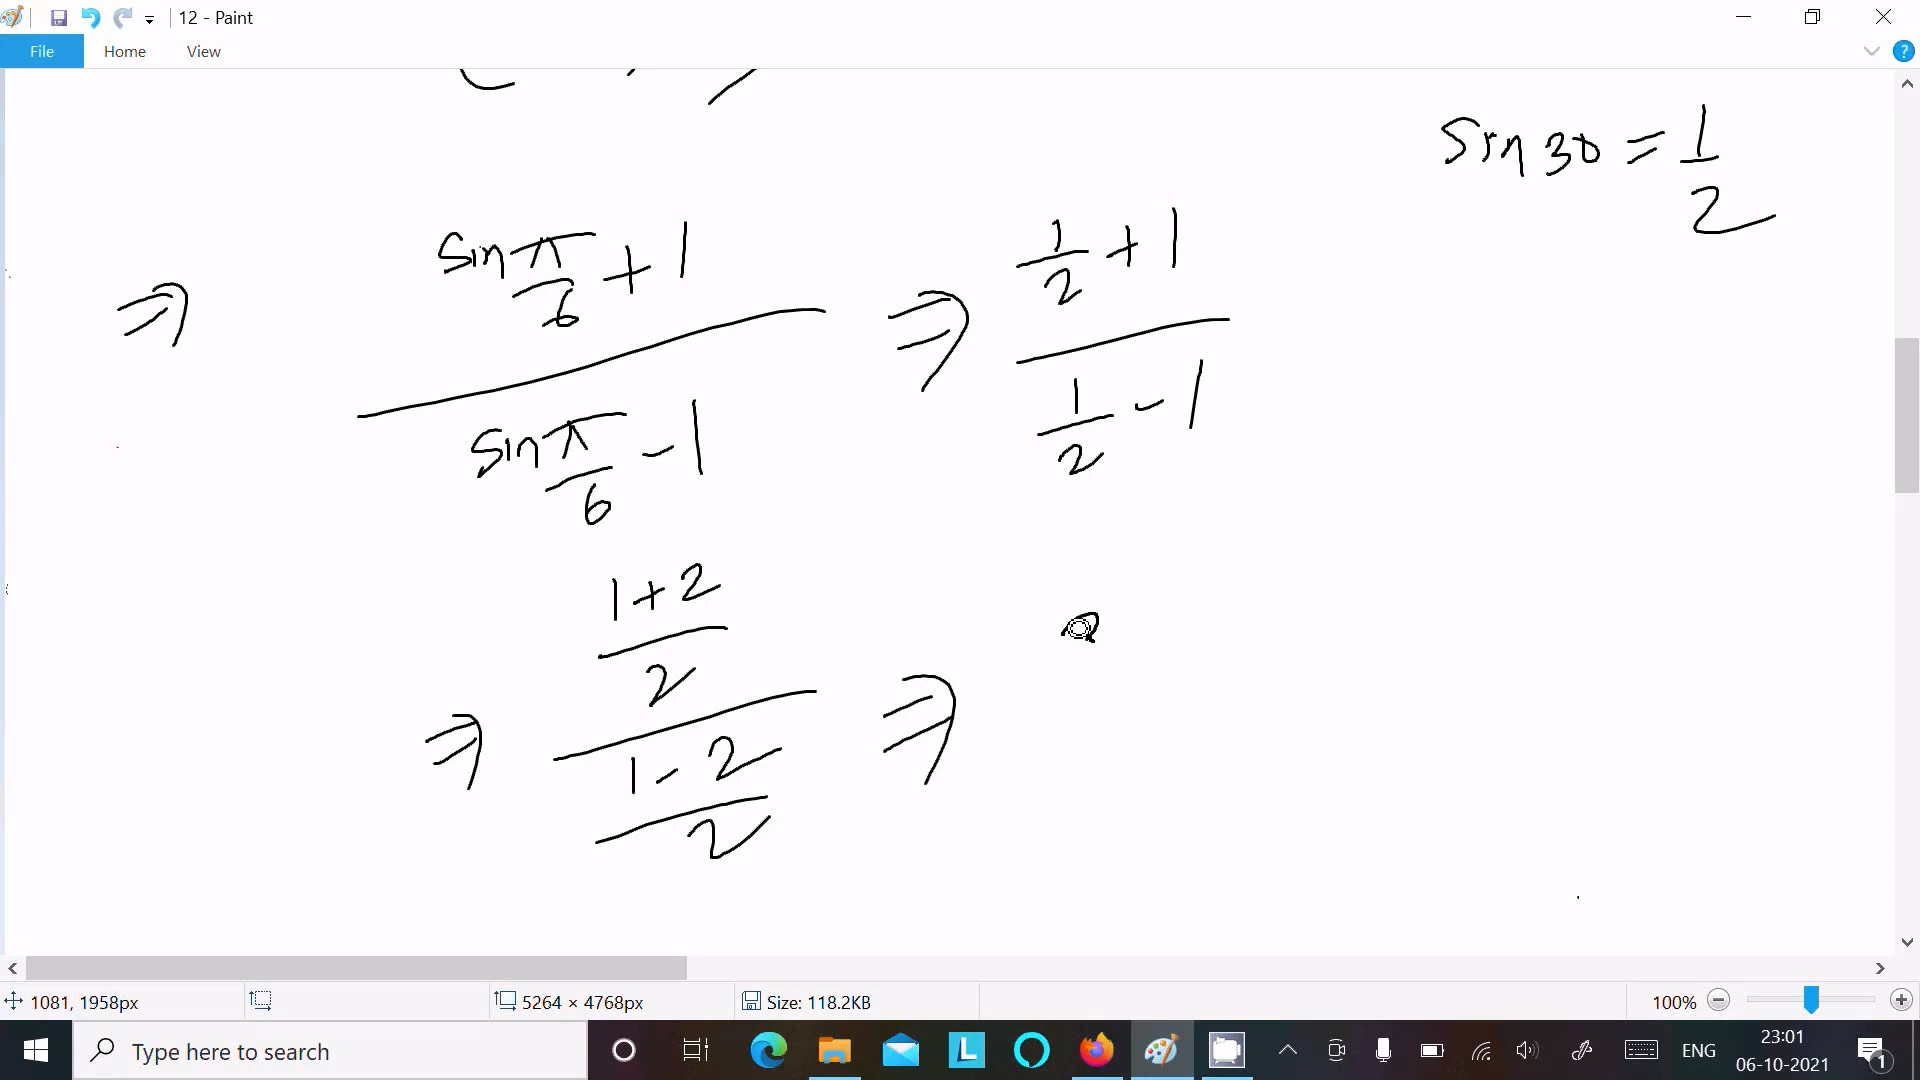 12 - Paint
File Home View
sin 30 = 1/2
⇒ (sin π/6 + 1)/(sin π/6 - 1) ⇒ (1/2 + 1)/(1/2 - 1)
⇒ ((1+2)/2)/((1-2)/2) ⇒
1081, 1958px 5264 × 4768px Size: 118.2KB 100%
Type here to search L ENG 23:01
06-10-2021 1